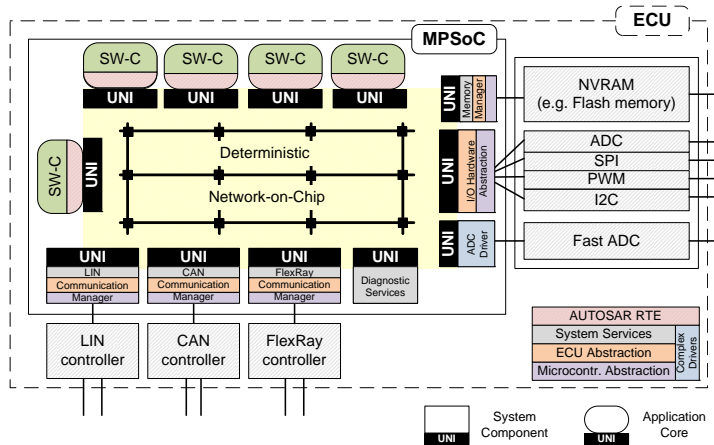 ECU
MPSoC
SW-C
SW-C
SW-C
SW-C
UNI
UNI
UNI
UNI
UNI
Memory
Manager
NVRAM
(e.g. Flash memory)
SW-C
UNI
Deterministic
Network-on-Chip
UNI
I/O Hardware
Abstraction
ADC
SPI
PWM
I2C
UNI
ADC
Driver
Fast ADC
UNI
LIN
Communication
Manager
UNI
CAN
Communication
Manager
UNI
FlexRay
Communication
Manager
UNI
Diagnostic
Services
LIN
controller
CAN
controller
FlexRay
controller
AUTOSAR RTE
System Services
ECU Abstraction
Microcontr. Abstraction
Complex
Drivers
UNI
System
Component
UNI
Application
Core